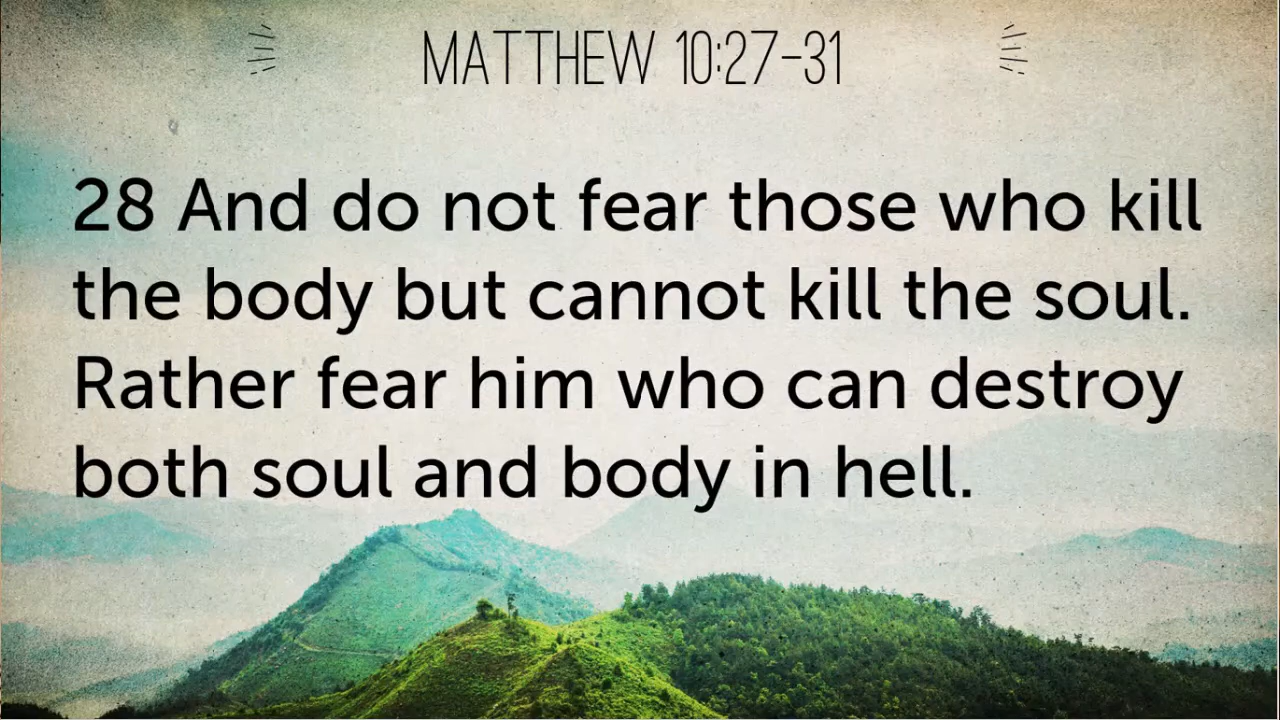 MATTHEW 10:27-31
28 And do not fear those who kill
the body but cannot kill the soul.
Rather fear him who can destroy
both soul and body in hell.